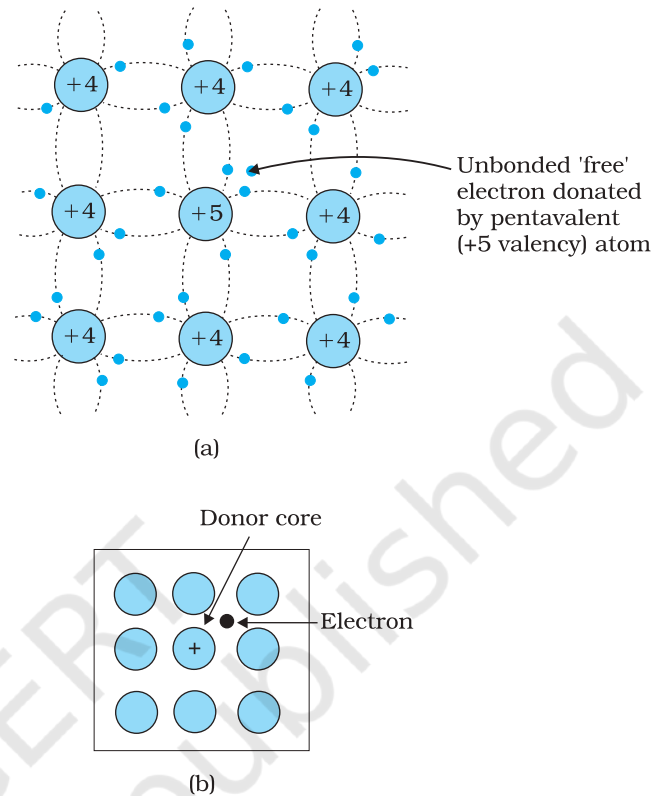 +4 +4 +4
Unbonded 'free'
electron donated
by pentavalent
(+5 valency) atom
+4 +5 +4
+4 +4 +4
(a)
Donor core
Electron
+
(b)
published